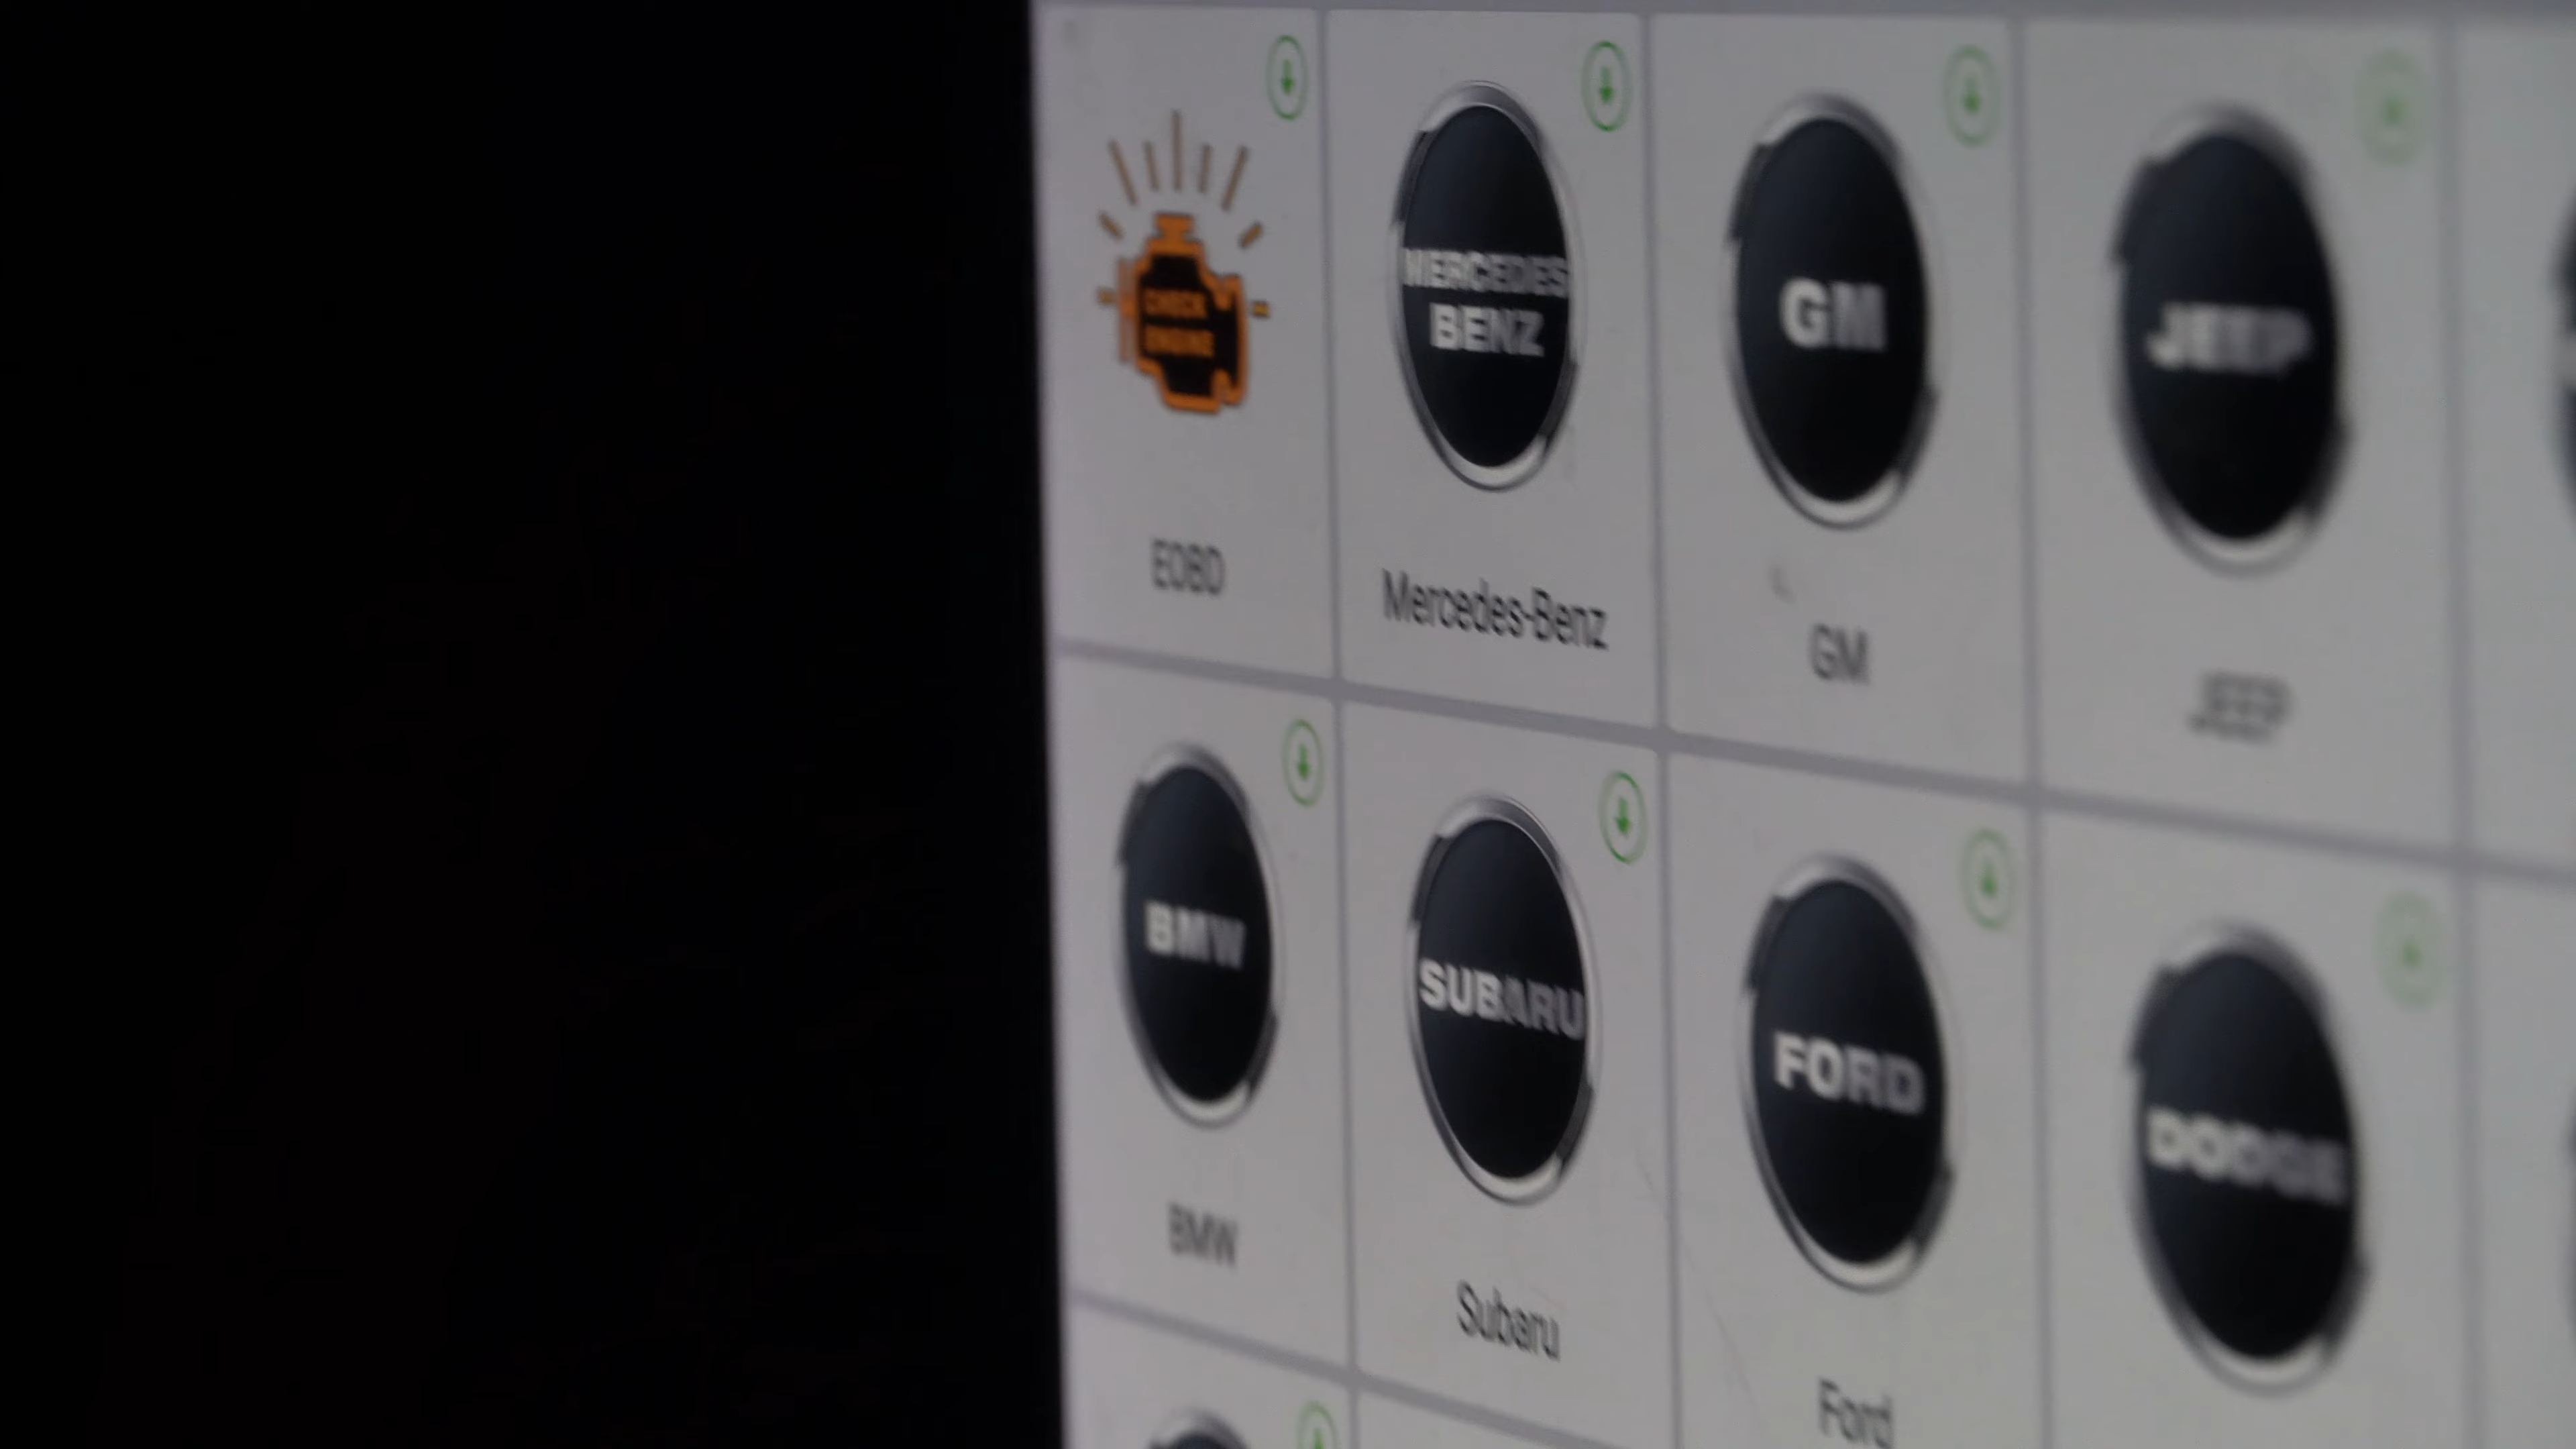 CHECK
ENGINE
EOBD
MERCEDES
BENZ
Mercedes-Benz
GM
GM
JEEP
JEEP
BMW
BMW
SUBARU
Subaru
FORD
Ford
DODGE